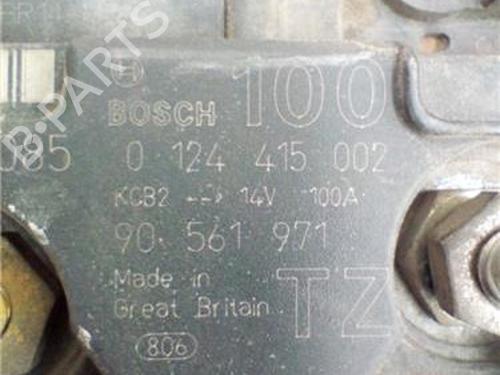 BOSCH 100
085 0 124 415 002
KCB2 --> 14V 100A
90 561 971
Made in
Great Britain TZ
806
B-PARTS